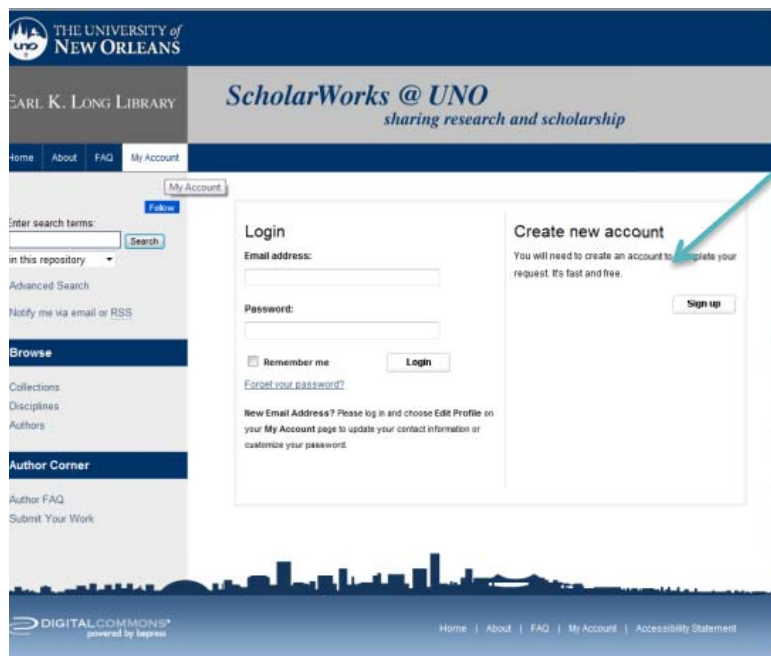 THE UNIVERSITY of
NEW ORLEANS
uno
EARL K. LONG LIBRARY
ScholarWorks @ UNO
sharing research and scholarship
Home About FAQ My Account
My Account
Follow
Enter search terms:
Search
in this repository
Advanced Search
Notify me via email or RSS
Browse
Collections
Disciplines
Authors
Author Corner
Author FAQ
Submit Your Work
Login
Email address:
Password:
Remember me
Login
Forget your password?
New Email Address? Please log in and choose Edit Profile on
your My Account page to update your contact information or
customize your password.
Create new account
You will need to create an account to complete your
request. It's fast and free.
Sign up
DIGITALCOMMONS
powered by bepress
Home | About | FAQ | My Account | Accessibility Statement